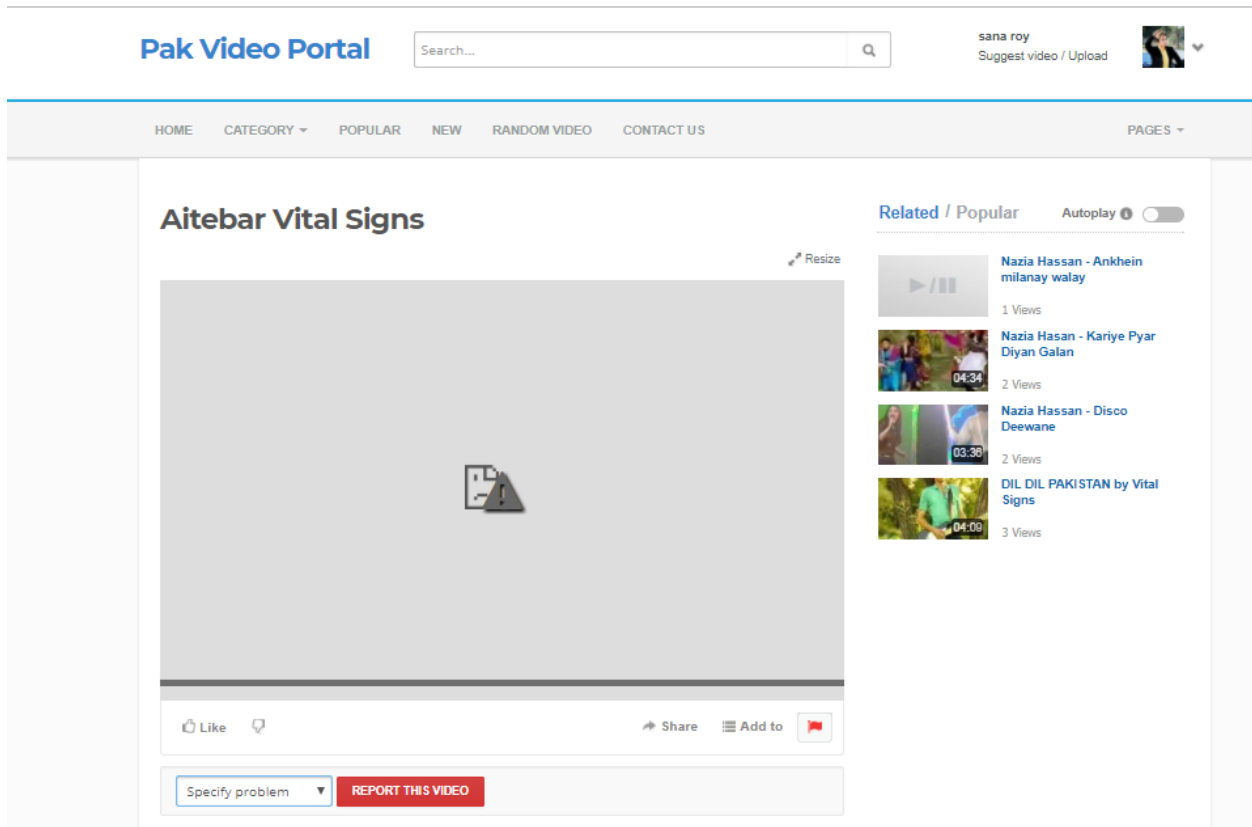 Pak Video Portal
Search...
sana roy
Suggest video / Upload
HOME CATEGORY POPULAR NEW RANDOM VIDEO CONTACT US PAGES
Aitebar Vital Signs
Resize
Related / Popular Autoplay
Nazia Hassan - Ankhein
milanay walay
1 Views
Nazia Hasan - Kariye Pyar
Diyan Galan
04:34
2 Views
Nazia Hassan - Disco
Deewane
03:36
2 Views
DIL DIL PAKISTAN by Vital
Signs
04:09
3 Views
Like
Share Add to
Specify problem REPORT THIS VIDEO